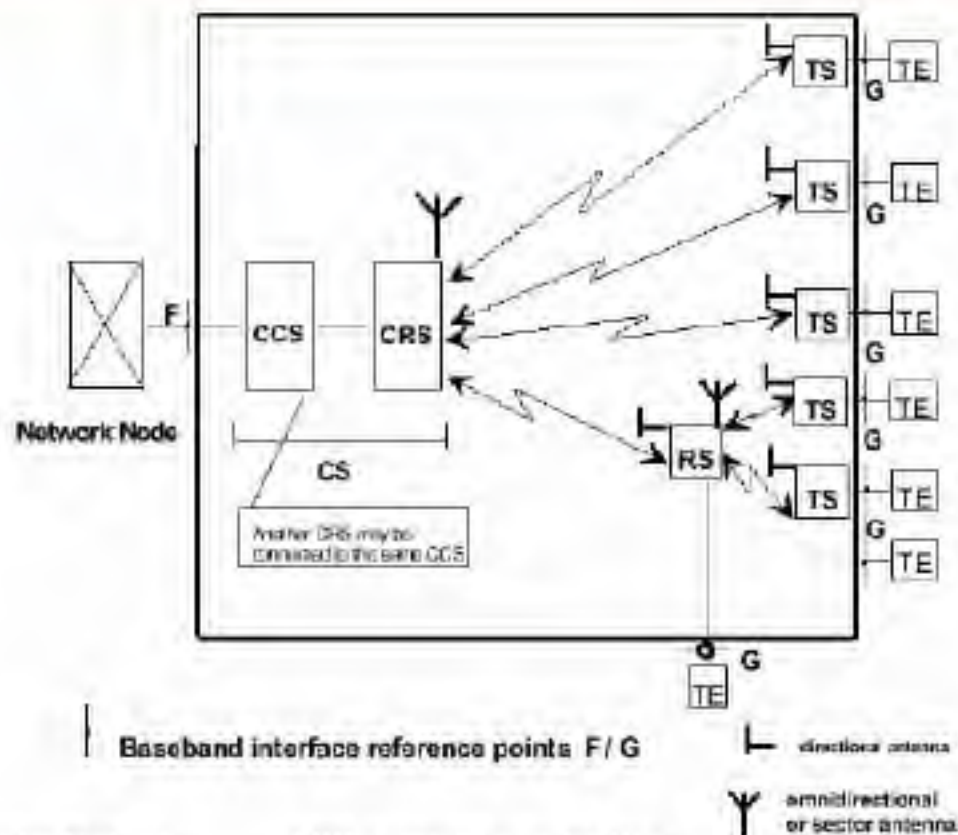 TS
TE
G
TS
TE
G
F
CCS
CRS
TS
TE
G
Network Node
TS
TE
G
CS
RS
TS
TE
G
Another CRS may be
connected to the same CCS
TE
G
TE
Baseband interface reference points F / G
directional antenna
omnidirectional
or sector antenna